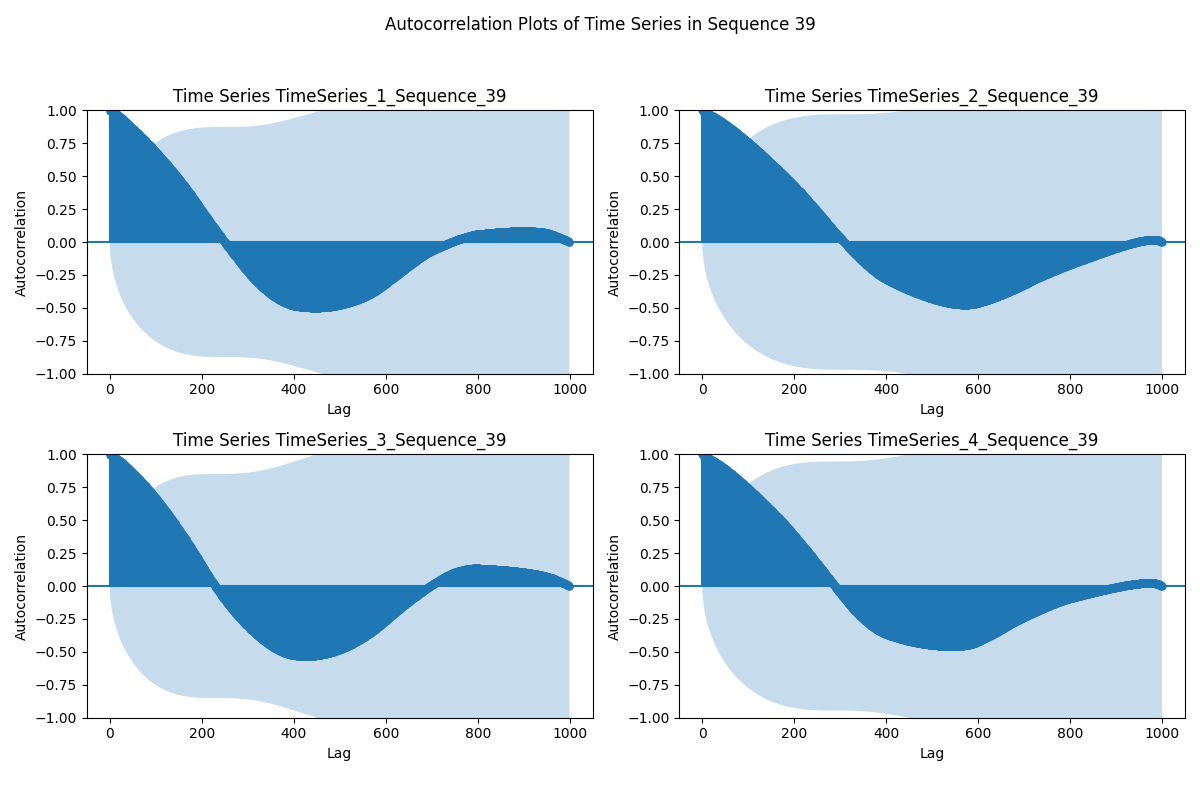 Autocorrelation Plots of Time Series in Sequence 39
Time Series TimeSeries_1_Sequence_39
1.00
0.75
0.50
0.25
0.00
−0.25
−0.50
−0.75
−1.00
Autocorrelation
0 200 400 600 800 1000
Lag
Time Series TimeSeries_2_Sequence_39
1.00
0.75
0.50
0.25
0.00
−0.25
−0.50
−0.75
−1.00
Autocorrelation
0 200 400 600 800 1000
Lag
Time Series TimeSeries_3_Sequence_39
1.00
0.75
0.50
0.25
0.00
−0.25
−0.50
−0.75
−1.00
Autocorrelation
0 200 400 600 800 1000
Lag
Time Series TimeSeries_4_Sequence_39
1.00
0.75
0.50
0.25
0.00
−0.25
−0.50
−0.75
−1.00
Autocorrelation
0 200 400 600 800 1000
Lag